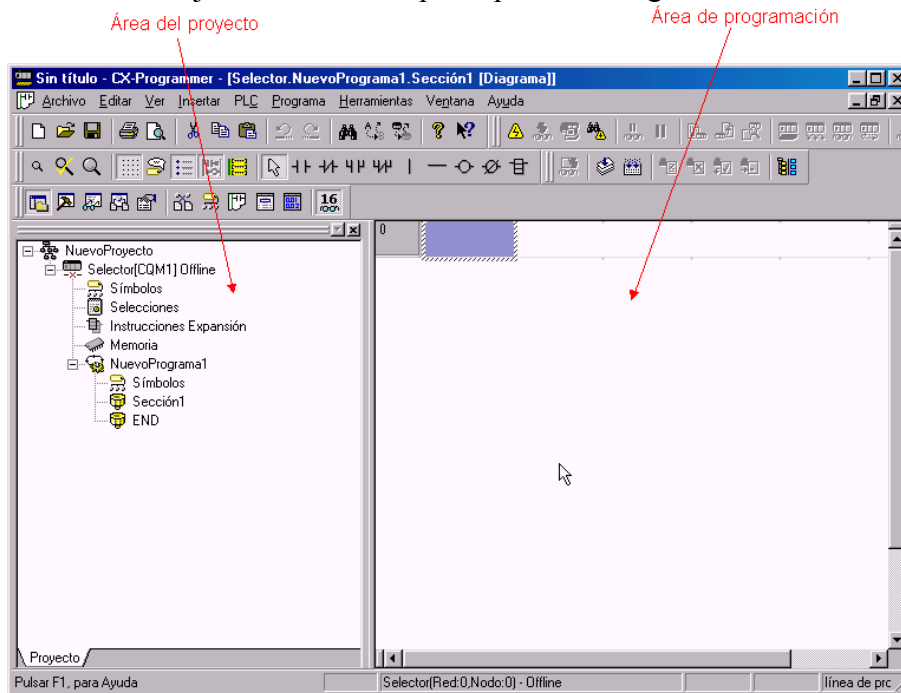 Área del proyecto
Área de programación
Sin título - CX-Programmer - [Selector.NuevoPrograma1.Sección1 [Diagrama]]
Archivo Editar Ver Insertar PLC Programa Herramientas Ventana Ayuda
16
0
NuevoProyecto
Selector[CQM1] Offline
Símbolos
Selecciones
Instrucciones Expansión
Memoria
NuevoPrograma1
Símbolos
Sección1
END
Proyecto
Pulsar F1, para Ayuda
Selector(Red:0,Nodo:0) - Offline
línea de prc